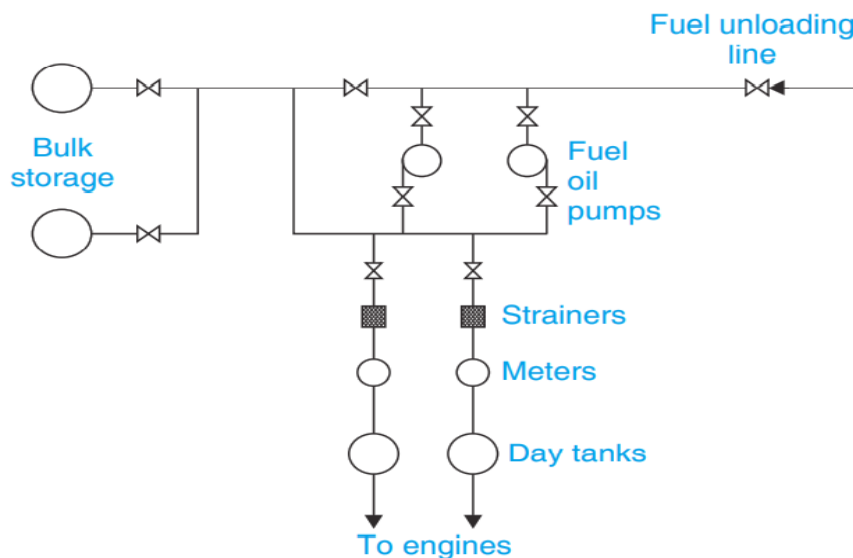 Fuel unloading
line
Bulk
storage
Fuel
oil
pumps
Strainers
Meters
Day tanks
To engines